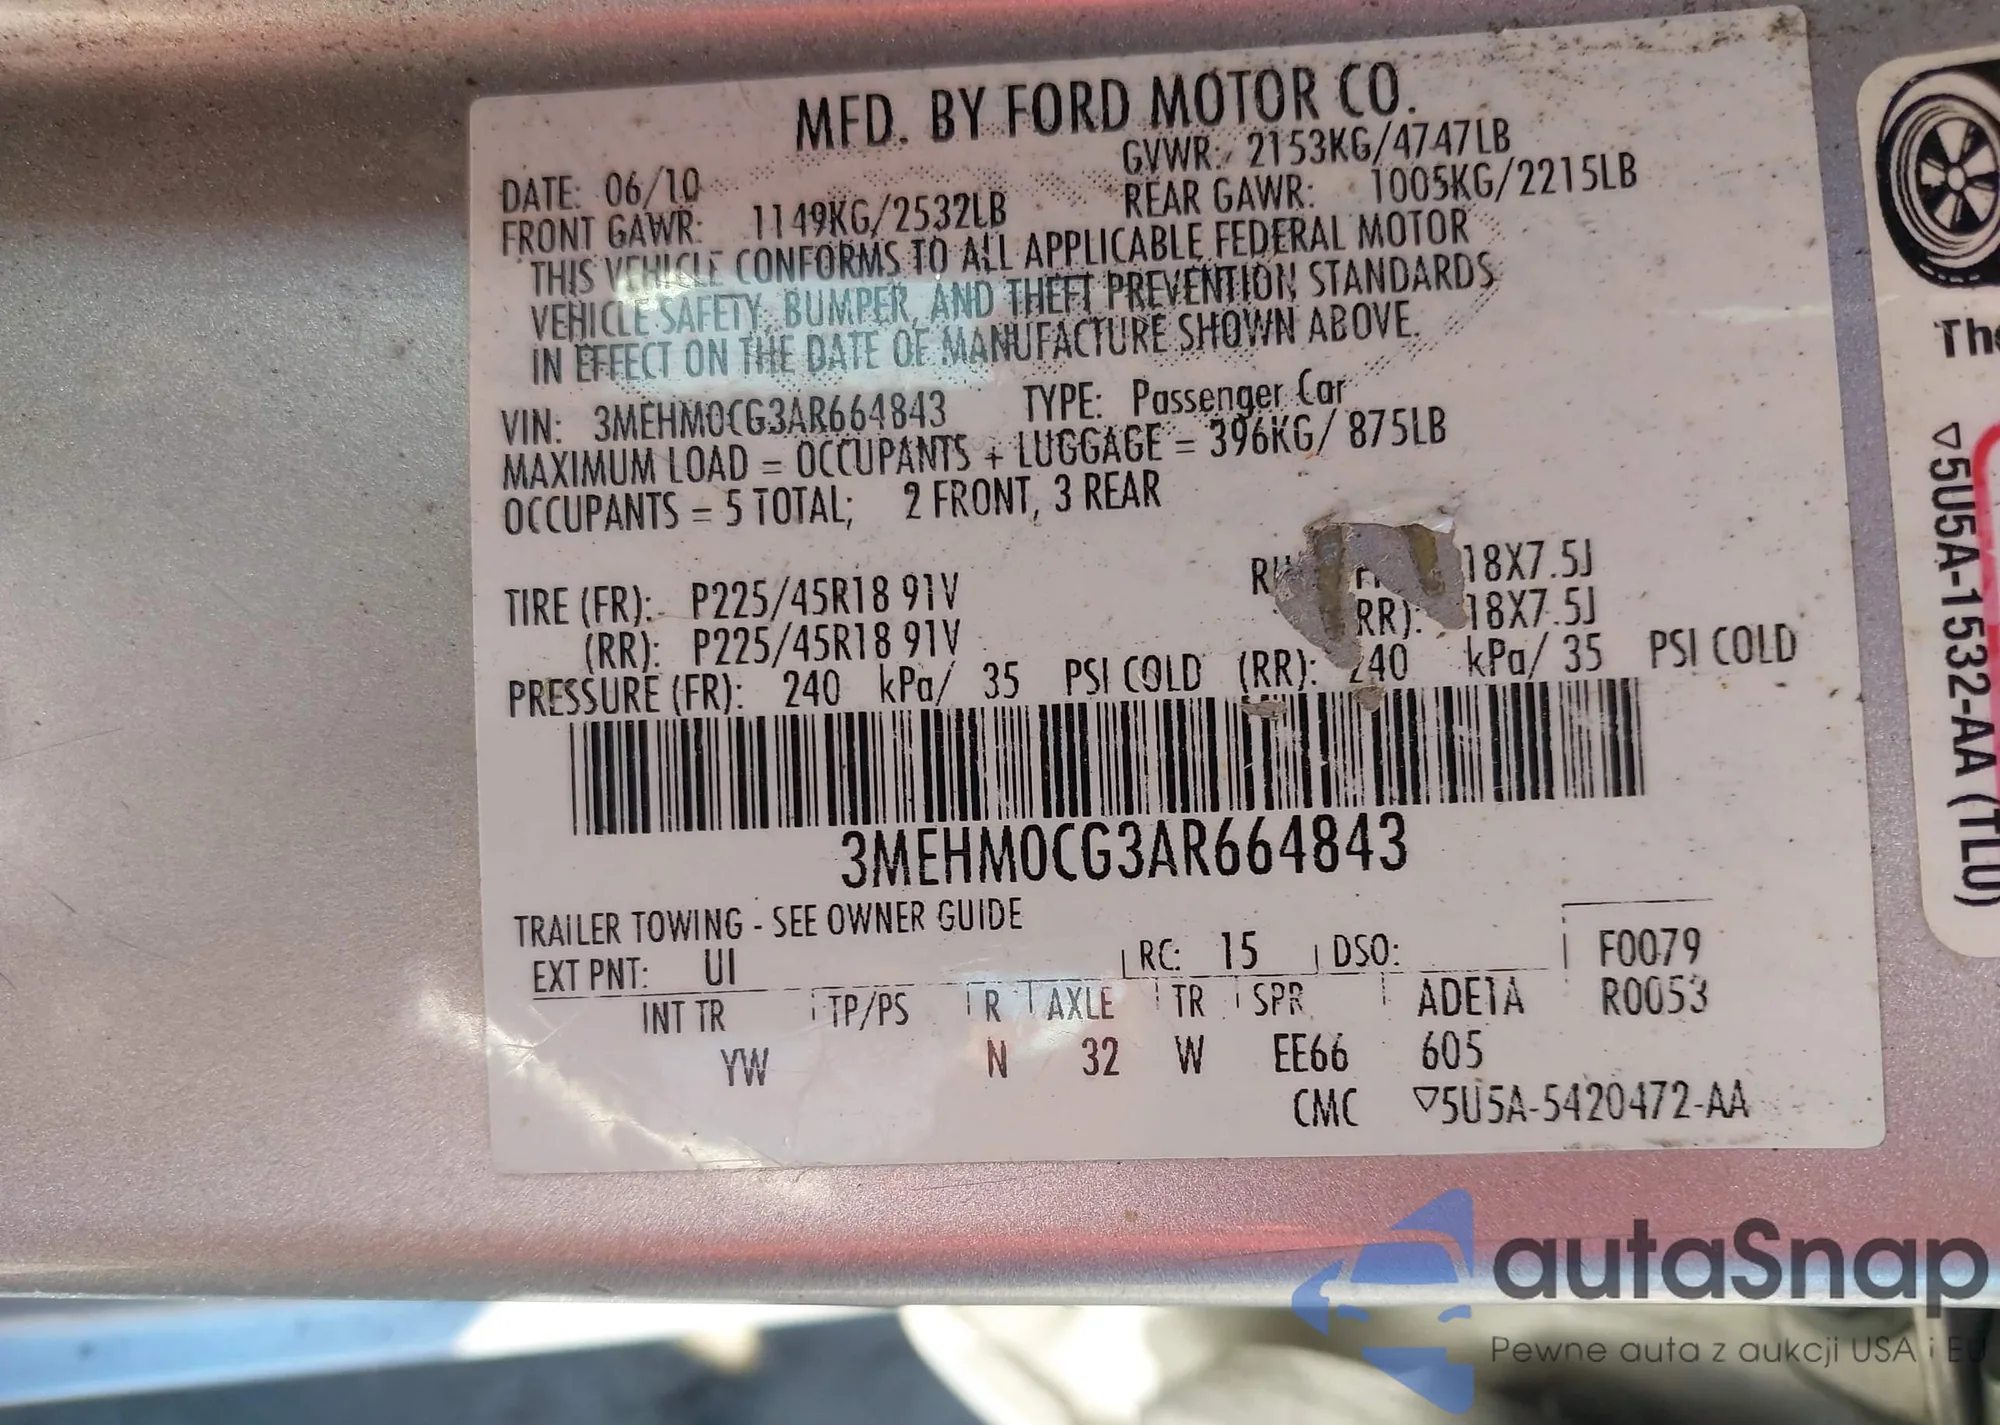 MFD. BY FORD MOTOR CO.
DATE: 06/10 GVWR: 2153KG/4747LB
FRONT GAWR: 1149KG/2532LB REAR GAWR: 1005KG/2215LB
THIS VEHICLE CONFORMS TO ALL APPLICABLE FEDERAL MOTOR
VEHICLE SAFETY, BUMPER, AND THEFT PREVENTION STANDARDS
IN EFFECT ON THE DATE OF MANUFACTURE SHOWN ABOVE.
VIN: 3MEHM0CG3AR664843 TYPE: Passenger Car
MAXIMUM LOAD = OCCUPANTS + LUGGAGE = 396KG/ 875LB
OCCUPANTS = 5 TOTAL; 2 FRONT, 3 REAR
TIRE (FR): P225/45R18 91V 18X7.5J
(RR): P225/45R18 91V RR): 18X7.5J
PRESSURE (FR): 240 kPa/ 35 PSI COLD (RR): 240 kPa/ 35 PSI COLD
3MEHM0CG3AR664843
TRAILER TOWING - SEE OWNER GUIDE
EXT PNT: UI RC: 15 DSO: F0079
INT TR TP/PS R AXLE TR SPR ADE1A R0053
YW N 32 W EE66 605
CMC ▽5U5A-5420472-AA
The
▽5U5A-1532-AA (TLU)
autaSnap
Pewne auta z aukcji USA i EU